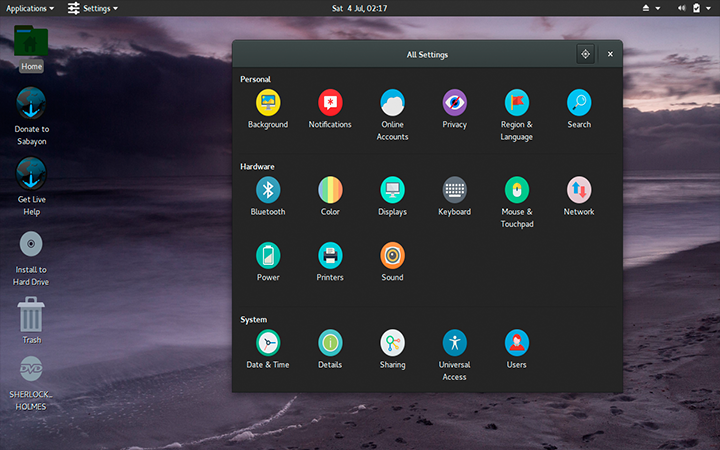 Applications
Settings
Sat 4 Jul, 02:17
Home
Donate to
Sabayon
Get Live
Help
Install to
Hard Drive
Trash
DVD
SHERLOCK_
HOLMES
All Settings
Personal
Background
Notifications
Online
Accounts
Privacy
Region &
Language
Search
Hardware
Bluetooth
Color
Displays
Keyboard
Mouse &
Touchpad
Network
Power
Printers
Sound
System
Date & Time
Details
Sharing
Universal
Access
Users